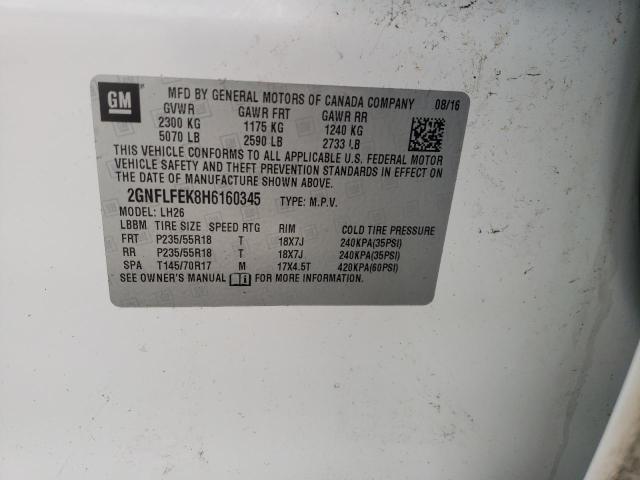 GM
MFD BY GENERAL MOTORS OF CANADA COMPANY 08/16
GVWR GAWR FRT GAWR RR
2300 KG 1175 KG 1240 KG
5070 LB 2590 LB 2733 LB
THIS VEHICLE CONFORMS TO ALL APPLICABLE U.S. FEDERAL MOTOR
VEHICLE SAFETY AND THEFT PREVENTION STANDARDS IN EFFECT ON
THE DATE OF MANUFACTURE SHOWN ABOVE.
2GNFLFEK8H6160345 TYPE: M.P.V.
MODEL: LH26
LBBM TIRE SIZE SPEED RTG RIM COLD TIRE PRESSURE
FRT P235/55R18 T 18X7J 240KPA(35PSI)
RR P235/55R18 T 18X7J 240KPA(35PSI)
SPA T145/70R17 M 17X4.5T 420KPA(60PSI)
SEE OWNER'S MANUAL FOR MORE INFORMATION.